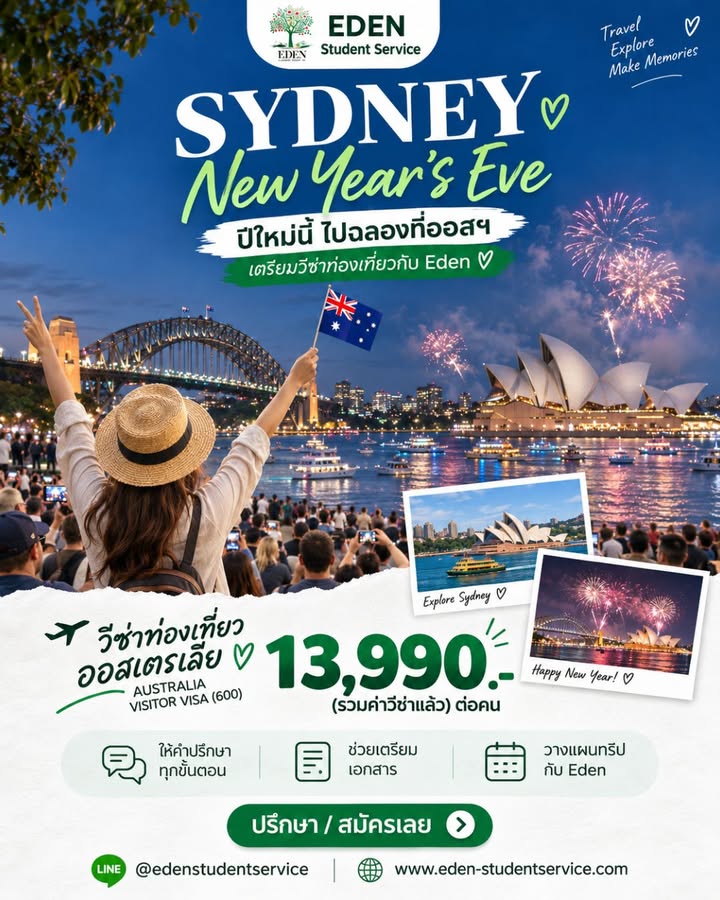 EDEN
Student Service
EDEN
Travel
Explore
Make Memories
SYDNEY
New Year's Eve
ปีใหม่นี้ ไปฉลองที่ออสฯ
เตรียมวีซ่าท่องเที่ยวกับ Eden
Explore Sydney
Happy New Year!
วีซ่าท่องเที่ยว
ออสเตรเลีย
AUSTRALIA
VISITOR VISA (600)
13,990.-
(รวมค่าวีซ่าแล้ว) ต่อคน
ให้คำปรึกษา
ทุกขั้นตอน
ช่วยเตรียม
เอกสาร
วางแผนทริป
กับ Eden
ปรึกษา / สมัครเลย
LINE @edenstudentservice
www.eden-studentservice.com